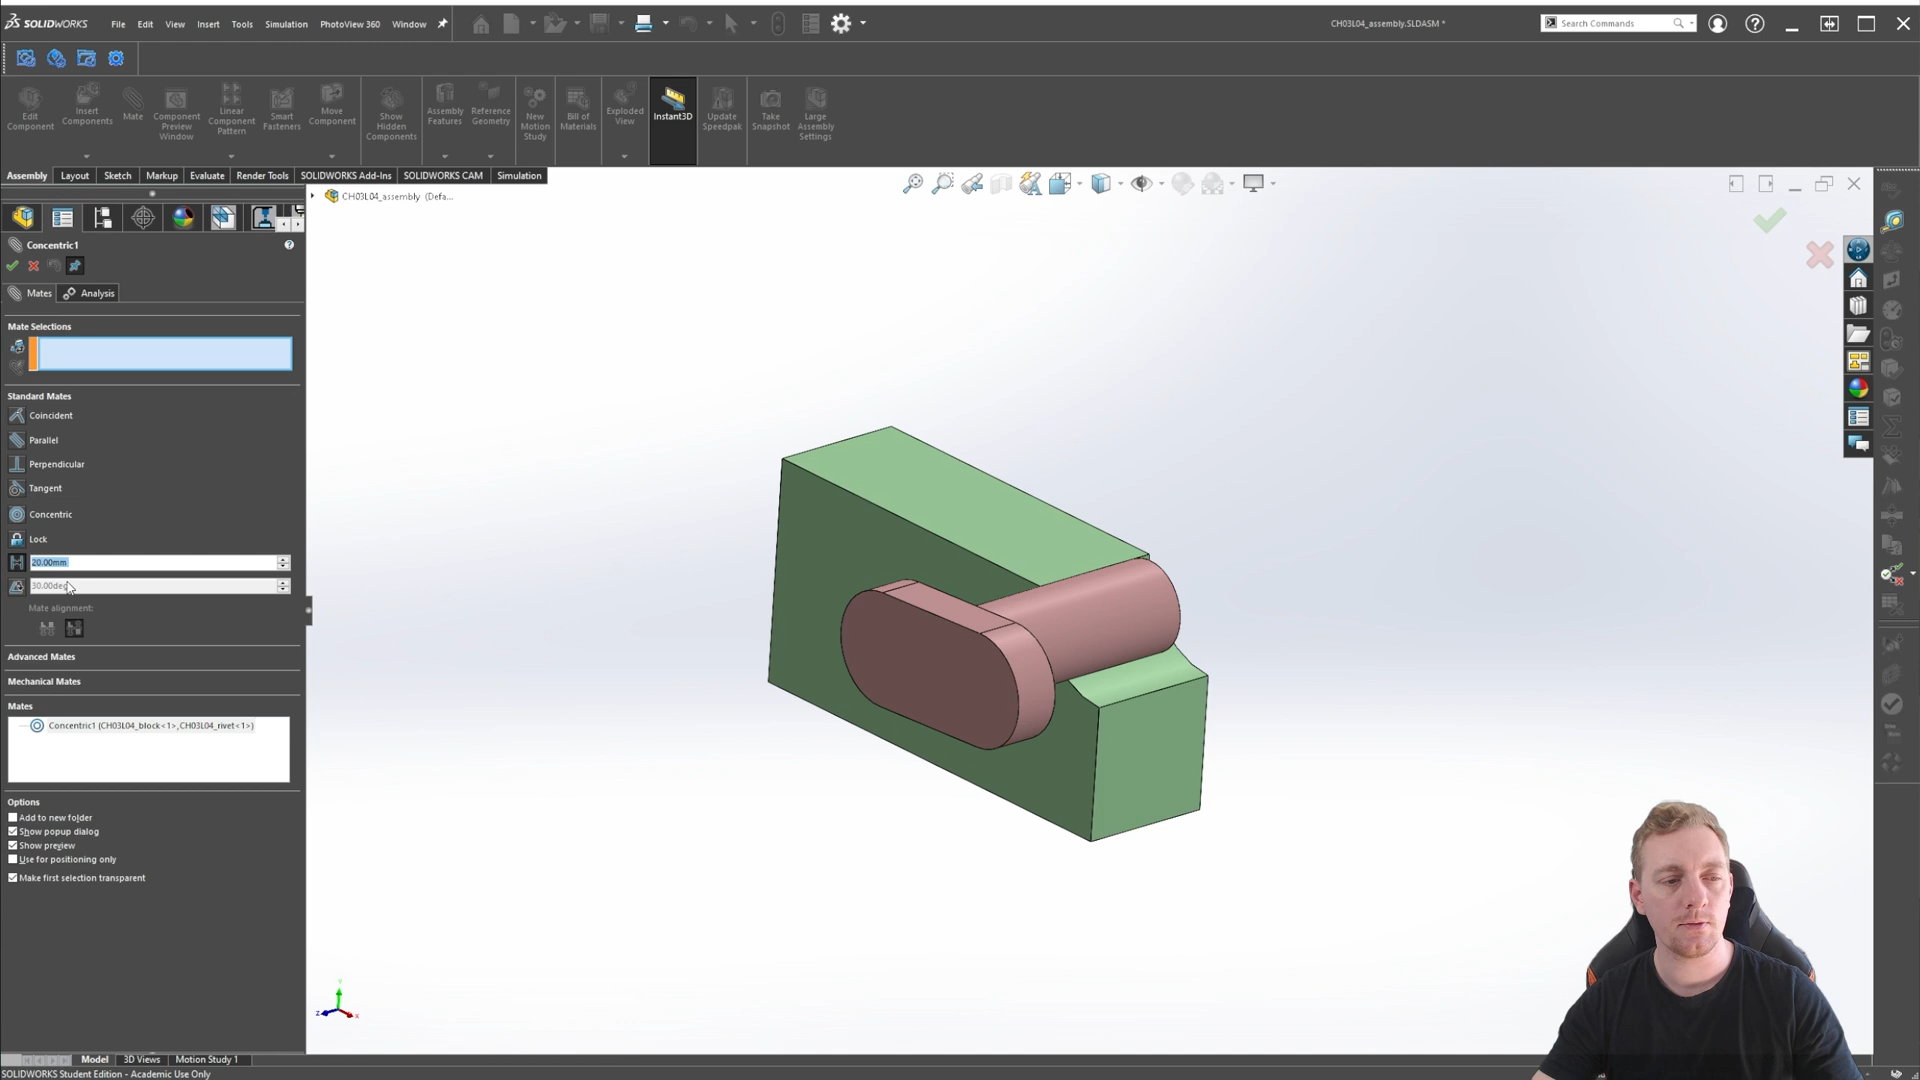 SOLIDWORKS
File Edit View Insert Tools Simulation PhotoView 360 Window
CH03L04_assembly.SLDASM *
Search Commands
Edit Component
Insert Components
Mate
Component Preview Window
Linear Component Pattern
Smart Fasteners
Move Component
Show Hidden Components
Assembly Features
Reference Geometry
New Motion Study
Bill of Materials
Exploded View
Instant3D
Update Speedpak
Take Snapshot
Large Assembly Settings
Assembly Layout Sketch Markup Evaluate Render Tools SOLIDWORKS Add-Ins SOLIDWORKS CAM Simulation
CH03L04_assembly (Defa...
Concentric1
Mates Analysis
Mate Selections
Standard Mates
Coincident
Parallel
Perpendicular
Tangent
Concentric
Lock
20.00mm
30.00deg
Mate alignment:
Advanced Mates
Mechanical Mates
Mates
Concentric1 (CH03L04_block<1>,CH03L04_rivet<1>)
Options
Add to new folder
Show popup dialog
Show preview
Use for positioning only
Make first selection transparent
Y
Z
X
Model 3D Views Motion Study 1
SOLIDWORKS Student Edition - Academic Use Only